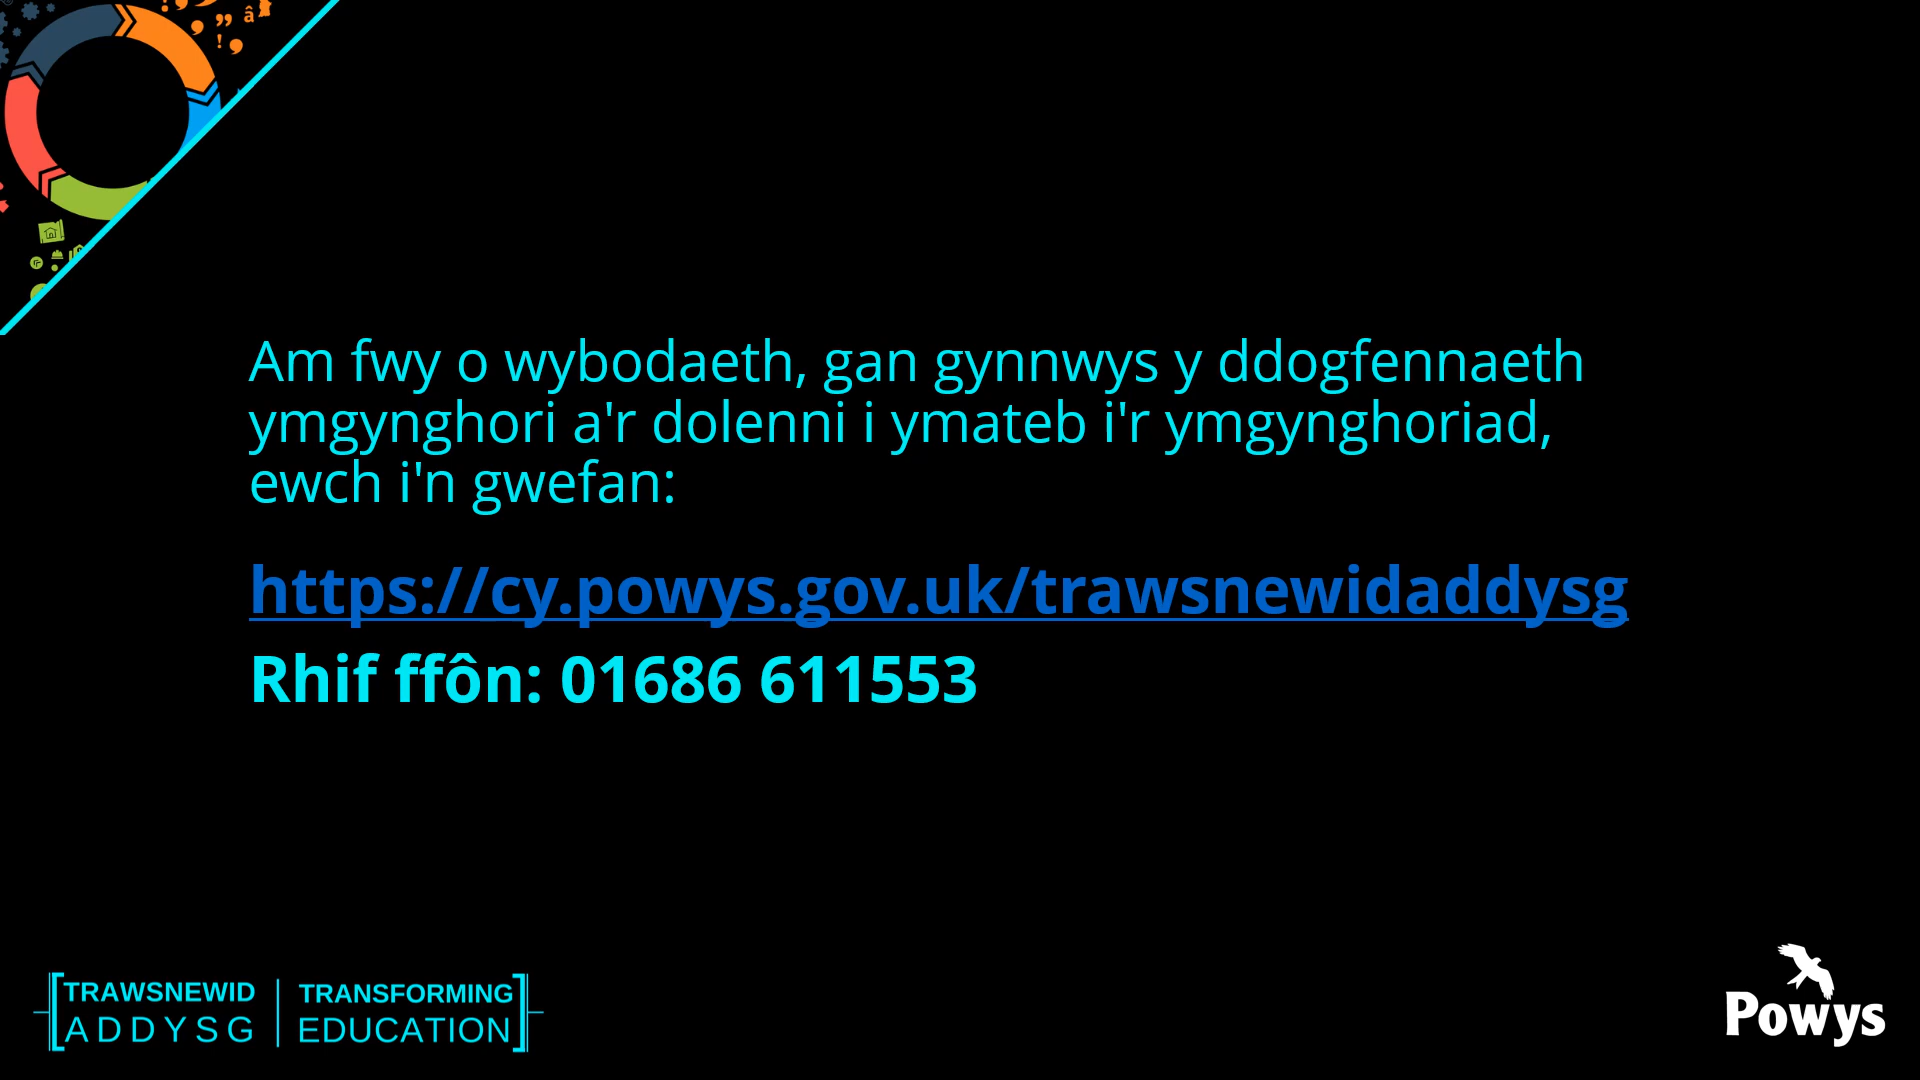 Am fwy o wybodaeth, gan gynnwys y ddogfennaeth
ymgynghori a'r dolenni i ymateb i'r ymgynghoriad,
ewch i'n gwefan:
https://cy.powys.gov.uk/trawsnewidaddysg
Rhif ffôn: 01686 611553
TRAWSNEWID
ADDYSG
TRANSFORMING
EDUCATION
Powys